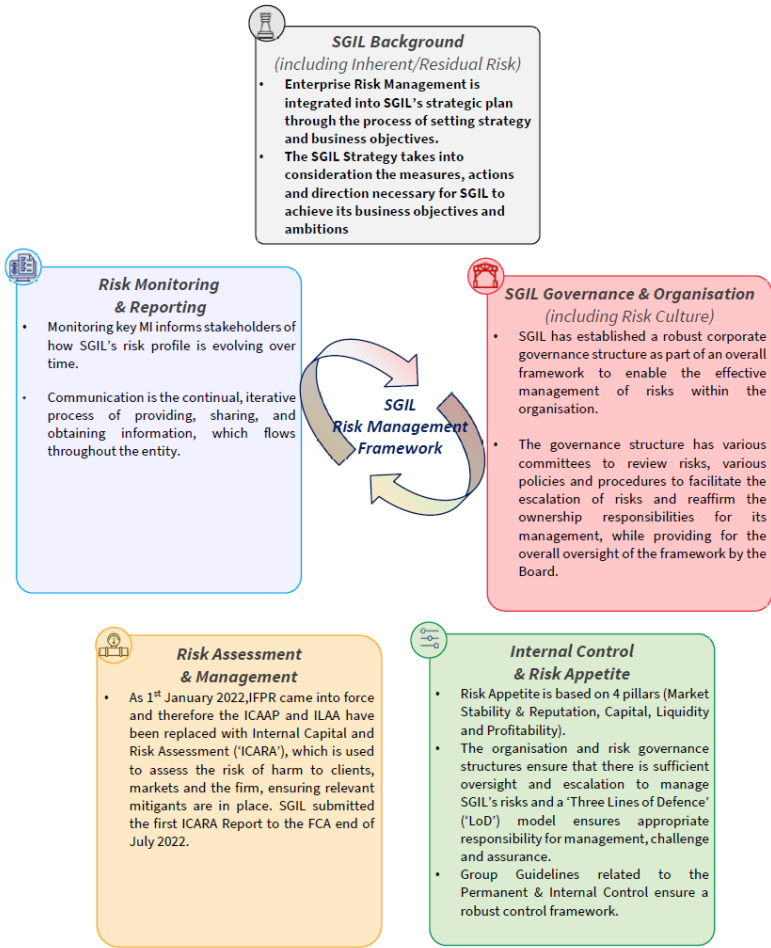 SGIL Background
(including Inherent/Residual Risk)
• Enterprise Risk Management is
integrated into SGIL's strategic plan
through the process of setting strategy
and business objectives.
• The SGIL Strategy takes into
consideration the measures, actions
and direction necessary for SGIL to
achieve its business objectives and
ambitions
Risk Monitoring
& Reporting
• Monitoring key MI informs stakeholders of
how SGIL's risk profile is evolving over
time.
• Communication is the continual, iterative
process of providing, sharing, and
obtaining information, which flows
throughout the entity.
SGIL
Risk Management
Framework
SGIL Governance & Organisation
(including Risk Culture)
• SGIL has established a robust corporate
governance structure as part of an overall
framework to enable the effective
management of risks within the
organisation.
• The governance structure has various
committees to review risks, various
policies and procedures to facilitate the
escalation of risks and reaffirm the
ownership responsibilities for its
management, while providing for the
overall oversight of the framework by the
Board.
Risk Assessment
& Management
• As 1st January 2022,IFPR came into force
and therefore the ICAAP and ILAA have
been replaced with Internal Capital and
Risk Assessment ('ICARA'), which is used
to assess the risk of harm to clients,
markets and the firm, ensuring relevant
mitigants are in place. SGIL submitted
the first ICARA Report to the FCA end of
July 2022.
Internal Control
& Risk Appetite
• Risk Appetite is based on 4 pillars (Market
Stability & Reputation, Capital, Liquidity
and Profitability).
• The organisation and risk governance
structures ensure that there is sufficient
oversight and escalation to manage
SGIL's risks and a 'Three Lines of Defence'
('LoD') model ensures appropriate
responsibility for management, challenge
and assurance.
• Group Guidelines related to the
Permanent & Internal Control ensure a
robust control framework.